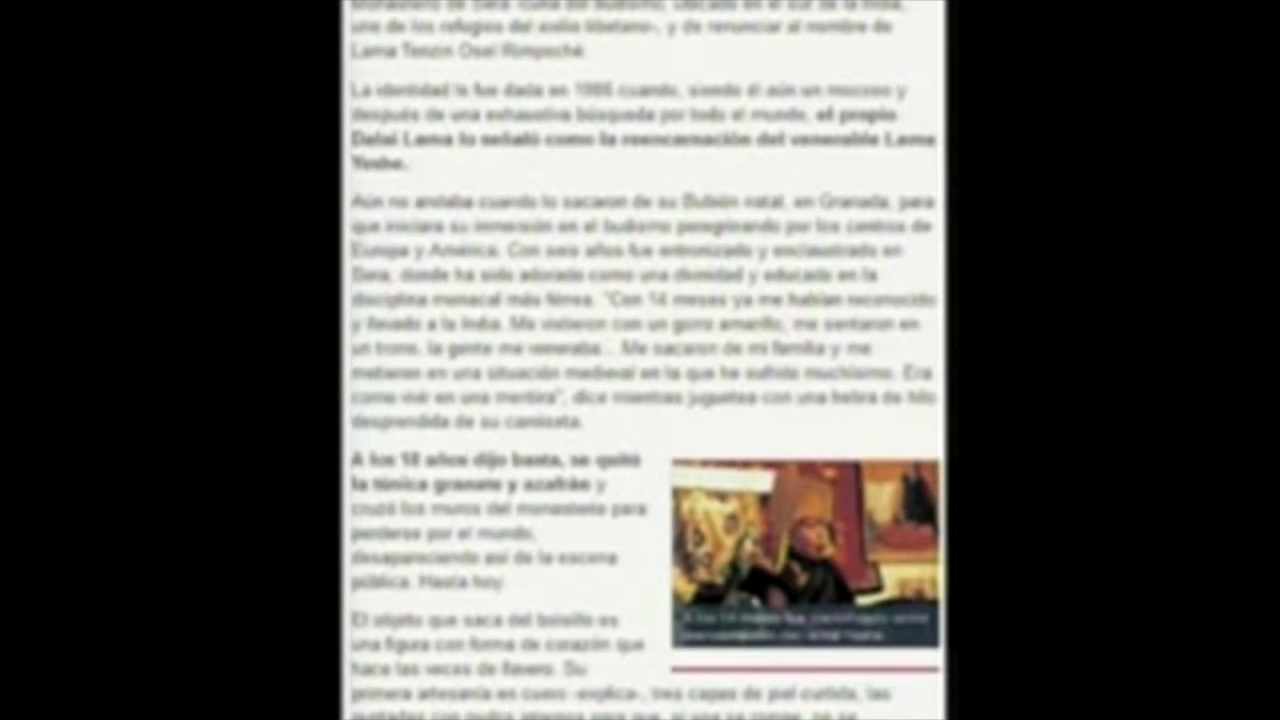 Monasterio de Sera -cuna del budismo, ubicado en el sur de la India,
uno de los refugios del exilio tibetano-, y de renunciar al nombre de
Lama Tenzin Osel Rimpoché.
La identidad le fue dada en 1986 cuando, siendo él aún un mocoso y
después de una exhaustiva búsqueda por todo el mundo, el propio
Dalai Lama lo señaló como la reencarnación del venerable Lama
Yeshe.
Aún no andaba cuando lo sacaron de su Bubión natal, en Granada, para
que iniciara su inmersión en el budismo peregrinando por los centros de
Europa y América. Con seis años fue entronizado y enclaustrado en
Sera, donde ha sido adorado como una divinidad y educado en la
disciplina monacal más férrea. "Con 14 meses ya me habían reconocido
y llevado a la India. Me vistieron con un gorro amarillo, me sentaron en
un trono, la gente me veneraba... Me sacaron de mi familia y me
metieron en una situación medieval en la que he sufrido muchísimo. Era
como vivir en una mentira", dice mientras juguetea con una hebra de hilo
desprendida de su camiseta.
A los 18 años dijo basta, se quitó
la túnica granate y azafrán y
cruzó los muros del monasterio para
perderse por el mundo,
desapareciendo así de la escena
pública. Hasta hoy.
El objeto que saca del bolsillo es
una figura con forma de corazón que
hace las veces de llavero. Su
primera artesanía en cuero -explica-, tres capas de piel curtida, las
A los 14 meses fue